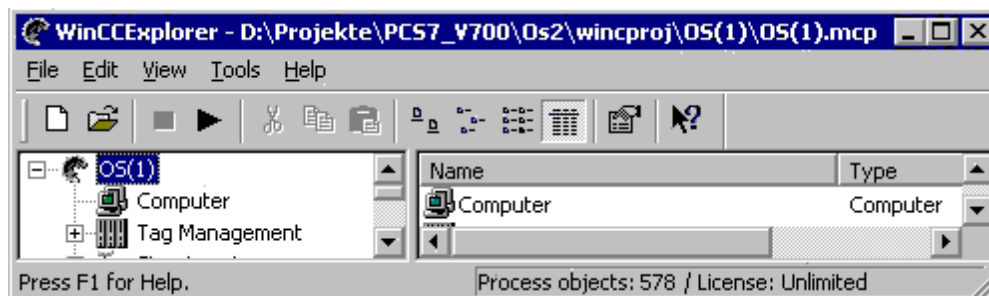 WinCCExplorer - D:\Projekte\PCS7_V700\Os2\wincproj\OS(1)\OS(1).mcp
File Edit View Tools Help
OS(1)
Computer
Tag Management
Name Type
Computer Computer
Press F1 for Help.
Process objects: 578 / License: Unlimited